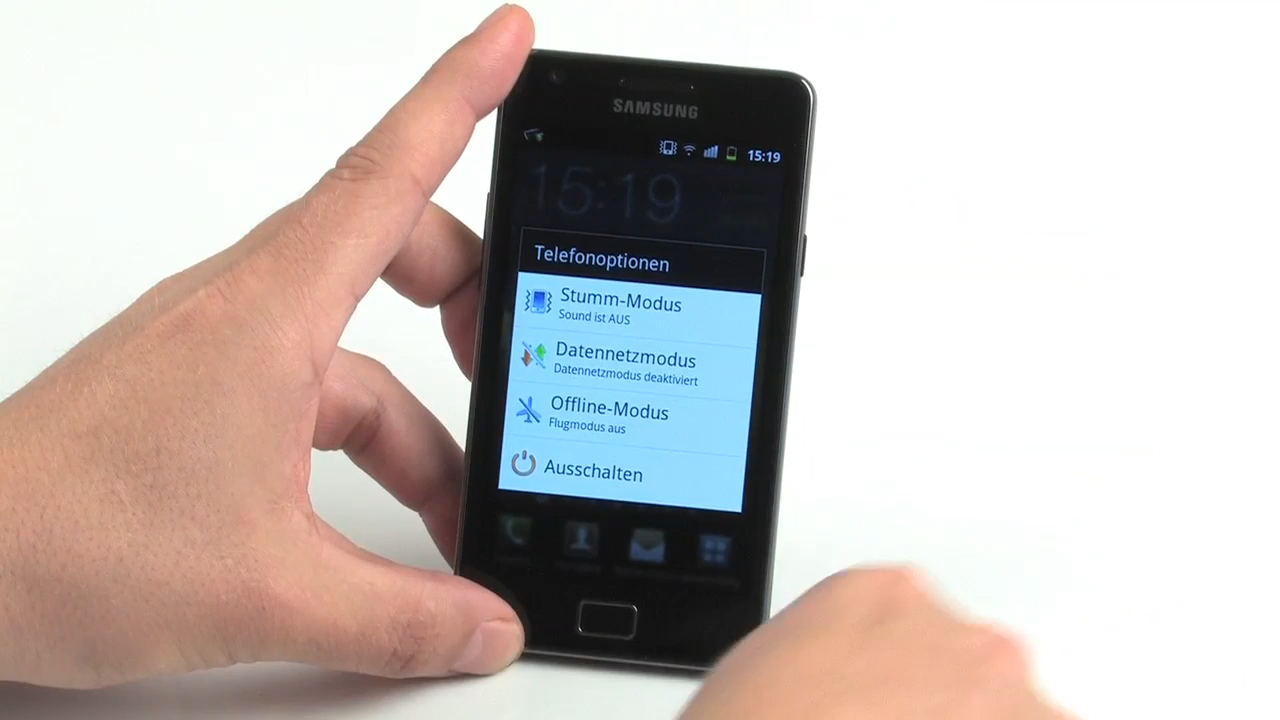 SAMSUNG
15:19
15:19
Telefonoptionen
Stumm-Modus
Sound ist AUS
Datennetzmodus
Datennetzmodus deaktiviert
Offline-Modus
Flugmodus aus
Ausschalten